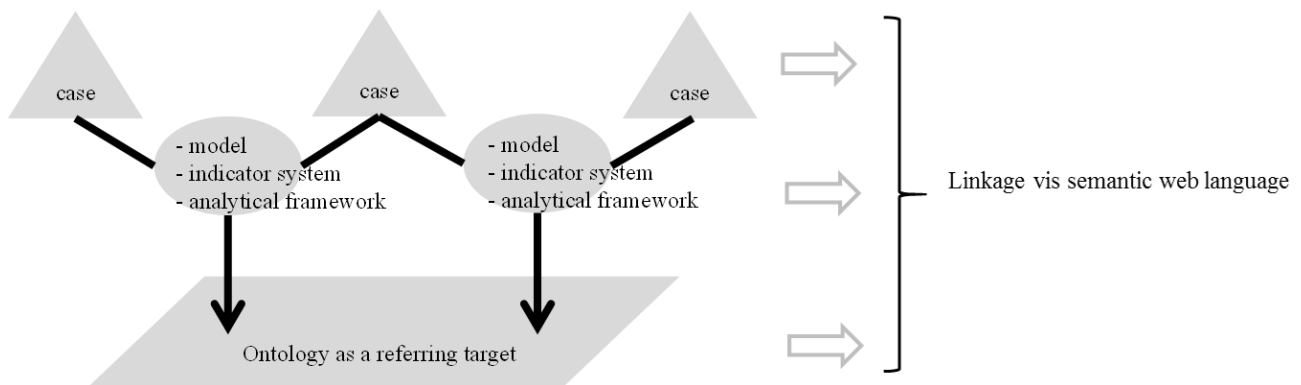 case
case
case
- model
- indicator system
- analytical framework
- model
- indicator system
- analytical framework
Linkage vis semantic web language
Ontology as a referring target